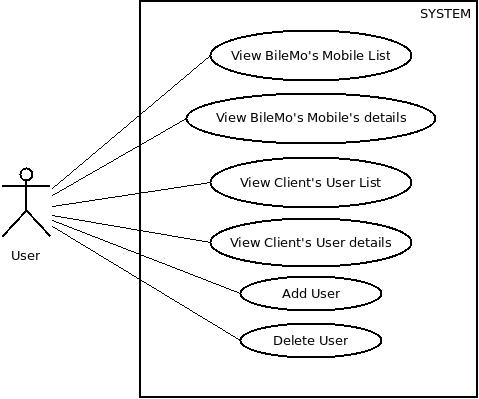 SYSTEM
View BileMo's Mobile List
View BileMo's Mobile's details
View Client's User List
View Client's User details
Add User
Delete User
User